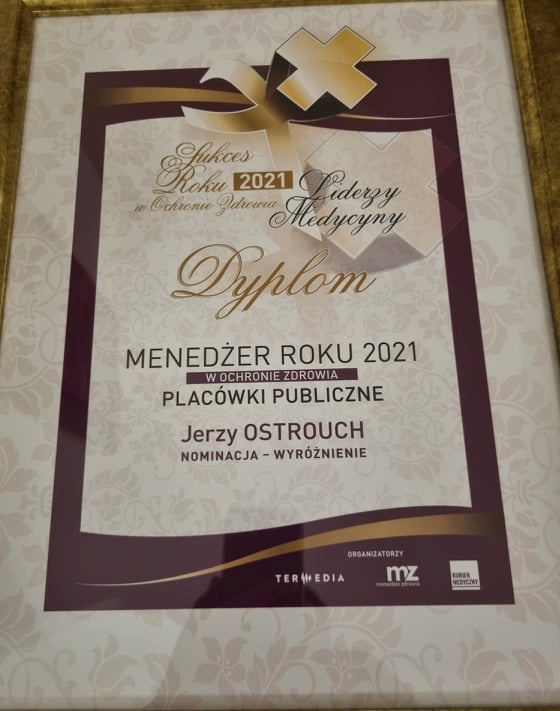 Sukces
Roku 2021
w Ochronie Zdrowia
Liderzy
Medycyny
Dyplom
MENEDŻER ROKU 2021
W OCHRONIE ZDROWIA
PLACÓWKI PUBLICZNE
Jerzy OSTROUCH
NOMINACJA – WYRÓŻNIENIE
ORGANIZATORZY
TERMEDIA
mz
menedżer zdrowia
KURIER
MEDYCZNY